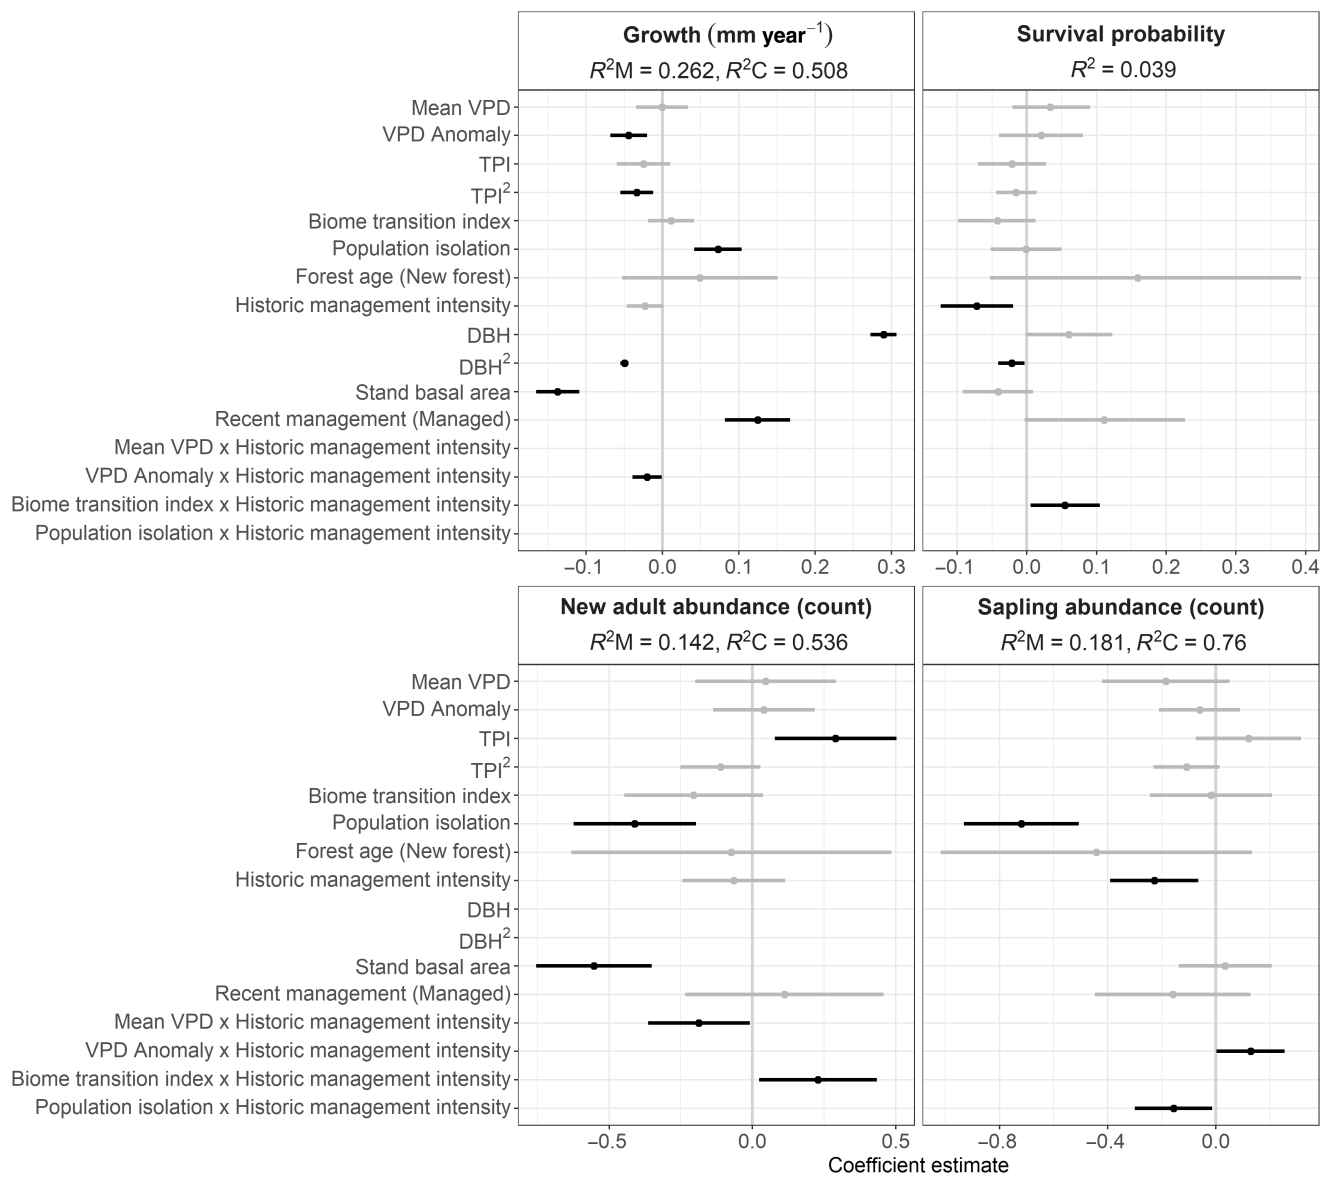 Growth (mm year⁻¹)
R²M = 0.262, R²C = 0.508
Survival probability
R² = 0.039
Mean VPD
VPD Anomaly
TPI
TPI²
Biome transition index
Population isolation
Forest age (New forest)
Historic management intensity
DBH
DBH²
Stand basal area
Recent management (Managed)
Mean VPD x Historic management intensity
VPD Anomaly x Historic management intensity
Biome transition index x Historic management intensity
Population isolation x Historic management intensity
−0.1 0.0 0.1 0.2 0.3
−0.1 0.0 0.1 0.2 0.3 0.4
New adult abundance (count)
R²M = 0.142, R²C = 0.536
Sapling abundance (count)
R²M = 0.181, R²C = 0.76
Mean VPD
VPD Anomaly
TPI
TPI²
Biome transition index
Population isolation
Forest age (New forest)
Historic management intensity
DBH
DBH²
Stand basal area
Recent management (Managed)
Mean VPD x Historic management intensity
VPD Anomaly x Historic management intensity
Biome transition index x Historic management intensity
Population isolation x Historic management intensity
−0.5 0.0 0.5
−0.8 −0.4 0.0
Coefficient estimate